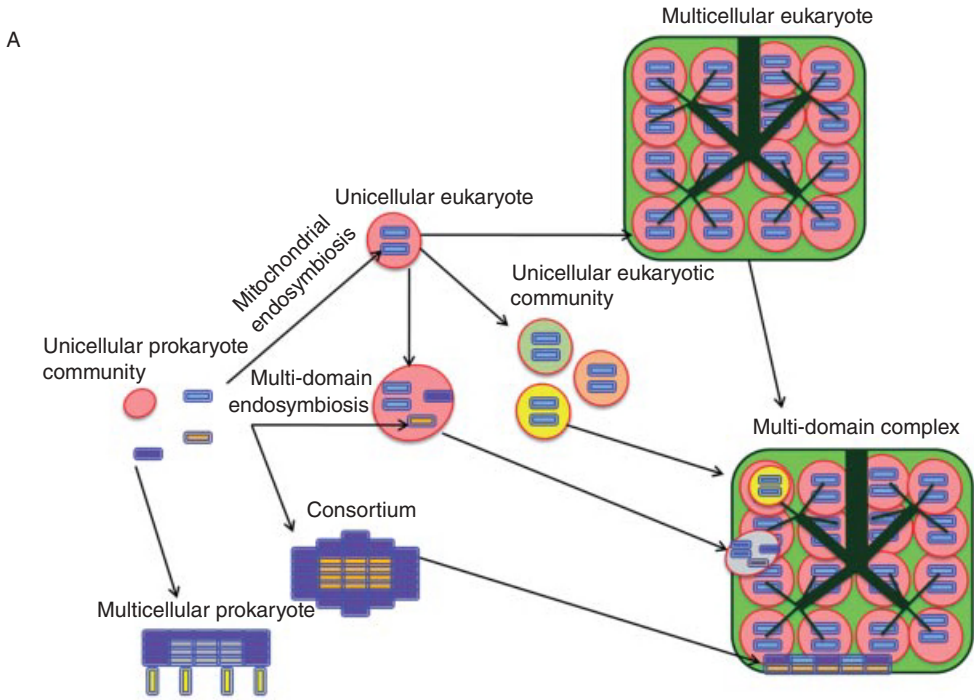 A
Multicellular eukaryote
Unicellular eukaryote
Mitochondrial
endosymbiosis
Unicellular eukaryotic
community
Unicellular prokaryote
community
Multi-domain
endosymbiosis
Multi-domain complex
Consortium
Multicellular prokaryote